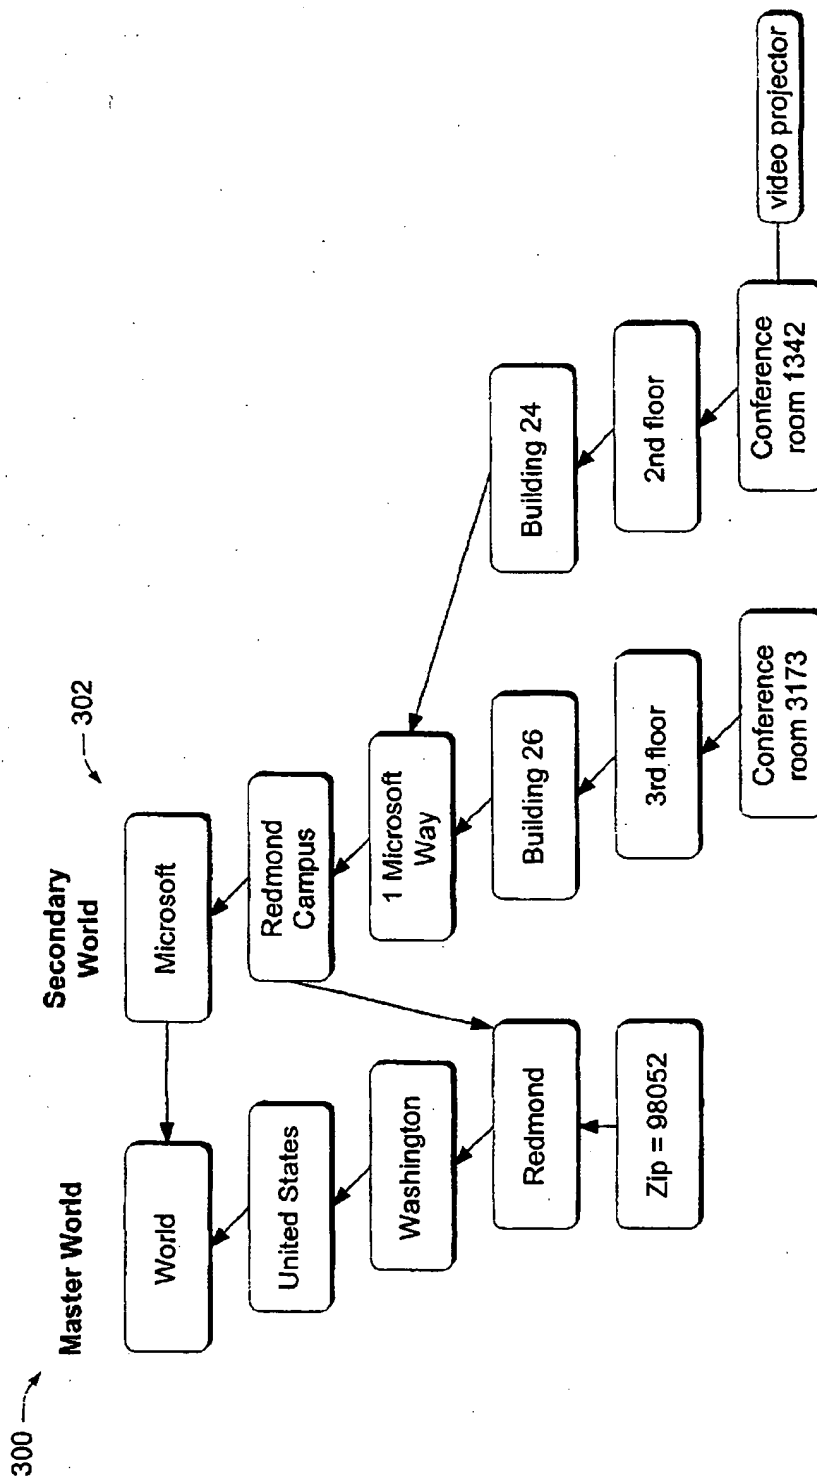 300
Master World
Secondary
World
302
World
Microsoft
United States
Redmond
Campus
Washington
1 Microsoft
Way
Redmond
Building 26
Building 24
Zip = 98052
3rd floor
2nd floor
Conference
room 3173
Conference
room 1342
video projector